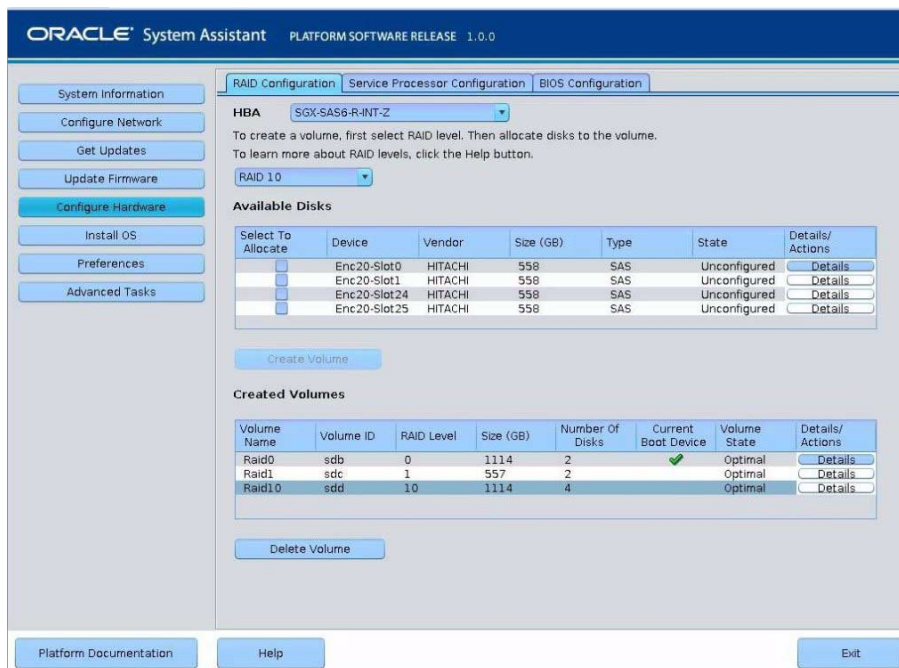 ORACLE® System Assistant PLATFORM SOFTWARE RELEASE 1.0.0
System Information
Configure Network
Get Updates
Update Firmware
Configure Hardware
Install OS
Preferences
Advanced Tasks
RAID Configuration Service Processor Configuration BIOS Configuration
HBA SGX-SAS6-R-INT-Z
To create a volume, first select RAID level. Then allocate disks to the volume.
To learn more about RAID levels, click the Help button.
RAID 10
Available Disks
Select To Allocate Device Vendor Size (GB) Type State Details/ Actions
Enc20-Slot0 HITACHI 558 SAS Unconfigured Details
Enc20-Slot1 HITACHI 558 SAS Unconfigured Details
Enc20-Slot24 HITACHI 558 SAS Unconfigured Details
Enc20-Slot25 HITACHI 558 SAS Unconfigured Details
Create Volume
Created Volumes
Volume Name Volume ID RAID Level Size (GB) Number Of Disks Current Boot Device Volume State Details/ Actions
Raid0 sdb 0 1114 2 Optimal Details
Raid1 sdc 1 557 2 Optimal Details
Raid10 sdd 10 1114 4 Optimal Details
Delete Volume
Platform Documentation Help Exit